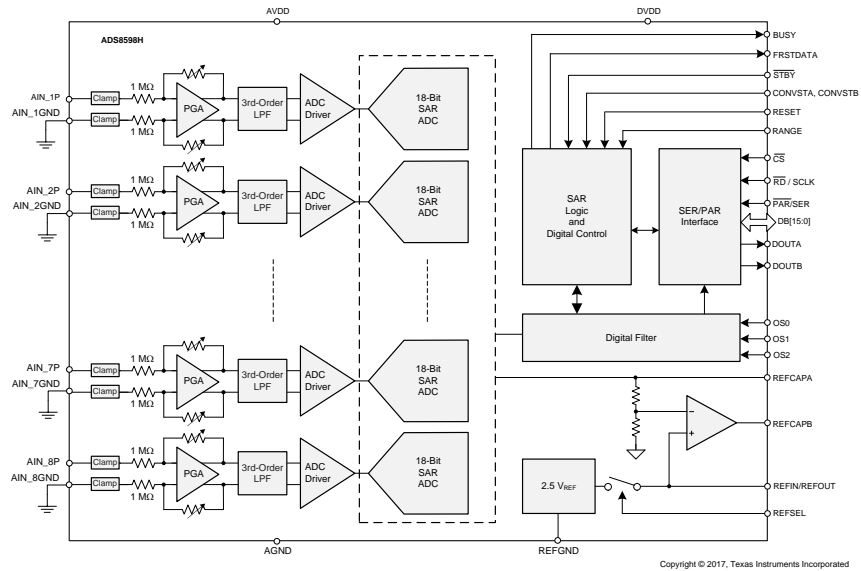 AVDD
DVDD
ADS8598H
AIN_1P
AIN_1GND
Clamp
Clamp
1 MΩ
1 MΩ
PGA
3rd-Order
LPF
ADC
Driver
18-Bit
SAR
ADC
AIN_2P
AIN_2GND
Clamp
Clamp
1 MΩ
1 MΩ
PGA
3rd-Order
LPF
ADC
Driver
18-Bit
SAR
ADC
AIN_7P
AIN_7GND
Clamp
Clamp
1 MΩ
1 MΩ
PGA
3rd-Order
LPF
ADC
Driver
18-Bit
SAR
ADC
AIN_8P
AIN_8GND
Clamp
Clamp
1 MΩ
1 MΩ
PGA
3rd-Order
LPF
ADC
Driver
18-Bit
SAR
ADC
SAR
Logic
and
Digital Control
SER/PAR
Interface
Digital Filter
2.5 VREF
BUSY
FRSTDATA
STBY
CONVSTA, CONVSTB
RESET
RANGE
CS
RD / SCLK
PAR/SER
DB[15:0]
DOUTA
DOUTB
OS0
OS1
OS2
REFCAPA
−
+
REFCAPB
REFIN/REFOUT
REFSEL
AGND
REFGND
Copyright © 2017, Texas Instruments Incorporated